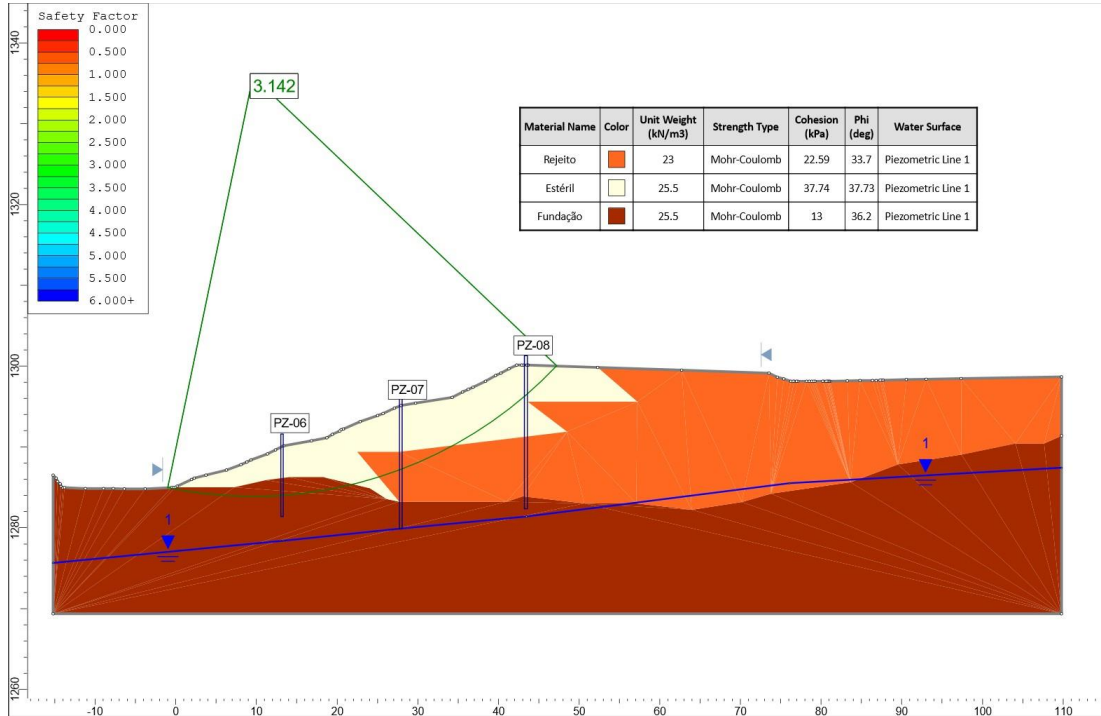 Safety Factor
0.000
0.500
1.000
1.500
2.000
2.500
3.000
3.500
4.000
4.500
5.000
5.500
6.000+
3.142
Material Name Color Unit Weight (kN/m3) Strength Type Cohesion (kPa) Phi (deg) Water Surface
Rejeito 23 Mohr-Coulomb 22.59 33.7 Piezometric Line 1
Estéril 25.5 Mohr-Coulomb 37.74 37.73 Piezometric Line 1
Fundação 25.5 Mohr-Coulomb 13 36.2 Piezometric Line 1
PZ-08
PZ-07
PZ-06
1
1
1340
1320
1300
1280
1260
-10 0 10 20 30 40 50 60 70 80 90 100 110